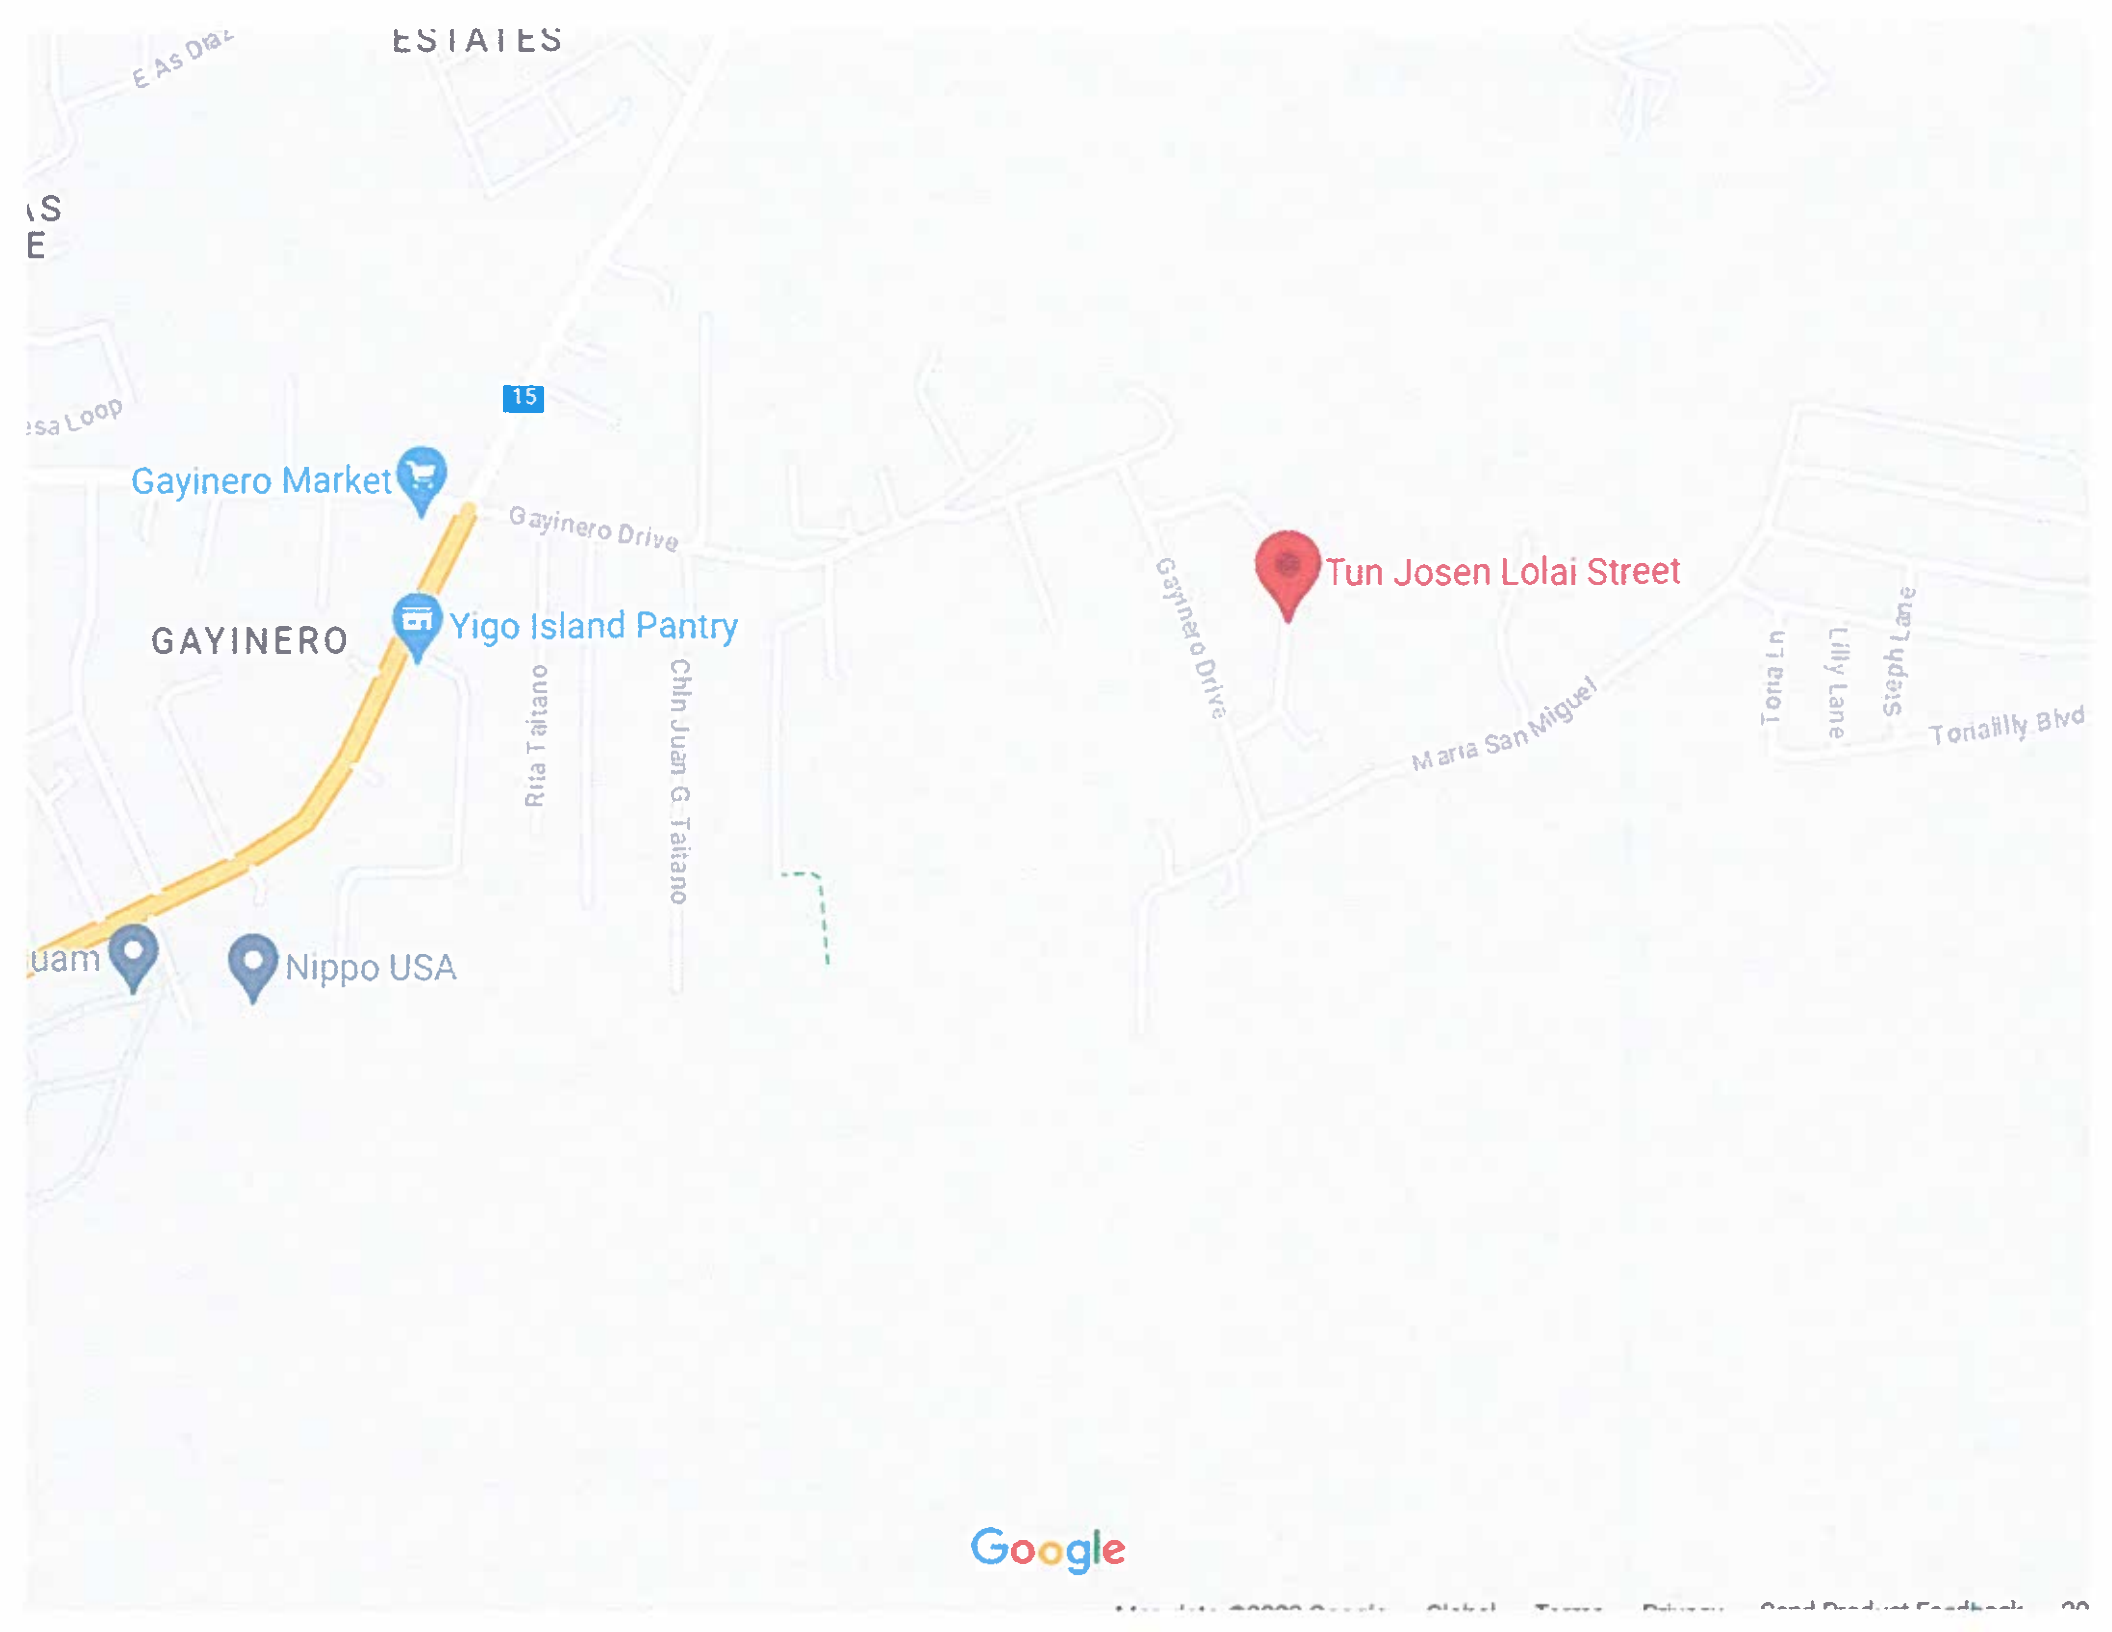 ESTATES
E As Diaz
E
15
Loop
Gayinero Market
Gayinero Drive
Tun Josen Lolai Street
Gayinero Drive
Yigo Island Pantry
GAYINERO
Rita Taitano
Chin Juan G Taitano
Maria San Miguel
Toria Ln
Lilly Lane
Steph Lane
Torialilly Blvd
uam
Nippo USA
Google